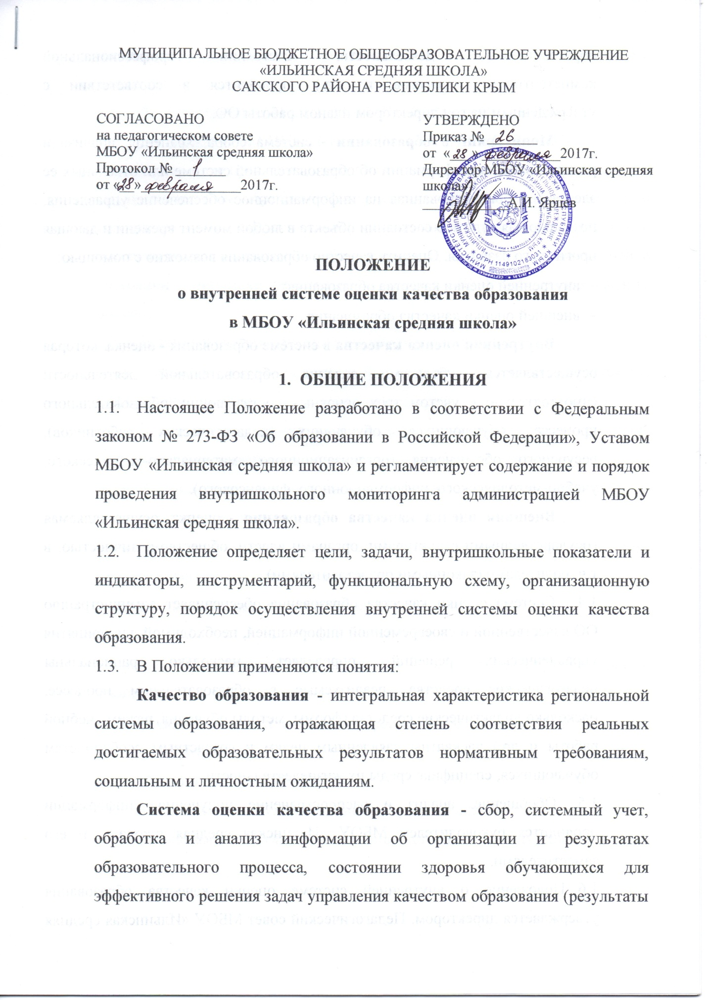 МУНИЦИПАЛЬНОЕ БЮДЖЕТНОЕ ОБЩЕОБРАЗОВАТЕЛЬНОЕ УЧРЕЖДЕНИЕ
«ИЛЬИНСКАЯ СРЕДНЯЯ ШКОЛА»
САКСКОГО РАЙОНА РЕСПУБЛИКИ КРЫМ
СОГЛАСОВАНО
на педагогическом совете
МБОУ «Ильинская средняя школа»
Протокол № 1
от «28» февраля 2017г.
УТВЕРЖДЕНО
Приказ № 26
от «28» февраля 2017г.
Директор МБОУ «Ильинская средняя
школа»
А.И. Ярцев
ОГРН 1149102183031
ПОЛОЖЕНИЕ
о внутренней системе оценки качества образования
в МБОУ «Ильинская средняя школа»
1. ОБЩИЕ ПОЛОЖЕНИЯ
1.1. Настоящее Положение разработано в соответствии с Федеральным
законом № 273-ФЗ «Об образовании в Российской Федерации», Уставом
МБОУ «Ильинская средняя школа» и регламентирует содержание и порядок
проведения внутришкольного мониторинга администрацией МБОУ
«Ильинская средняя школа».
1.2. Положение определяет цели, задачи, внутришкольные показатели и
индикаторы, инструментарий, функциональную схему, организационную
структуру, порядок осуществления внутренней системы оценки качества
образования.
1.3. В Положении применяются понятия:
Качество образования - интегральная характеристика региональной
системы образования, отражающая степень соответствия реальных
достигаемых образовательных результатов нормативным требованиям,
социальным и личностным ожиданиям.
Система оценки качества образования - сбор, системный учет,
обработка и анализ информации об организации и результатах
образовательного процесса, состоянии здоровья обучающихся для
эффективного решения задач управления качеством образования (результаты